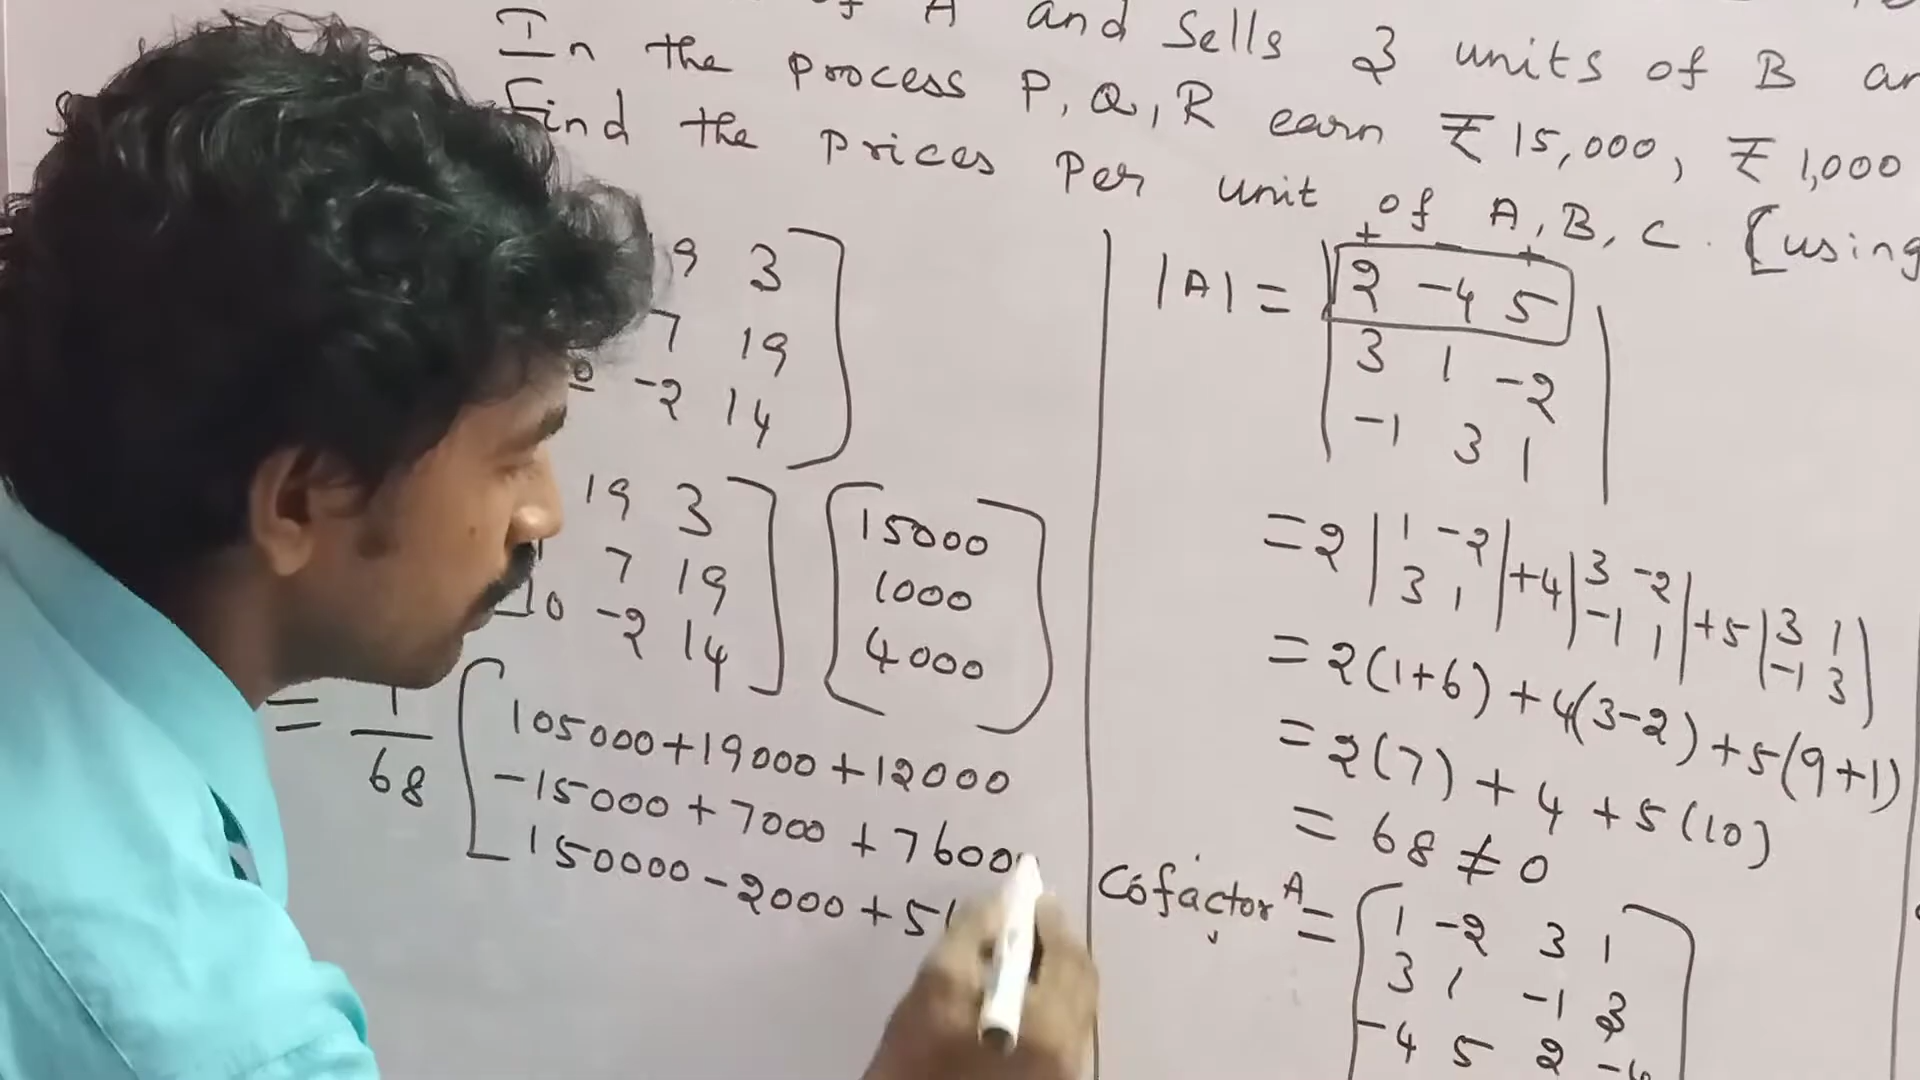 of A and Sells 3 units of B
In the process P, Q, R earn ₹ 15,000, ₹ 1,000
Find the prices per unit of A, B, C. [using
9 3
7 19
-2 14
19 3
7 19
10 -2 14
15000
1000
4000
= 1/68
105000+19000+12000
-15000+7000+7600
150000-2000+5
+ - +
|A| = 2 -4 5
3 1 -2
-1 3 1
=2 |1 -2| +4 |3 -2| +5 |3 1|
|3 1| |-1 1| |-1 3|
=2(1+6)+4(3-2)+5(9+1)
=2(7)+4+5(10)
=68≠0
Cofactor A =
1 -2 3 1
3 1 -1 3
-4 5 2